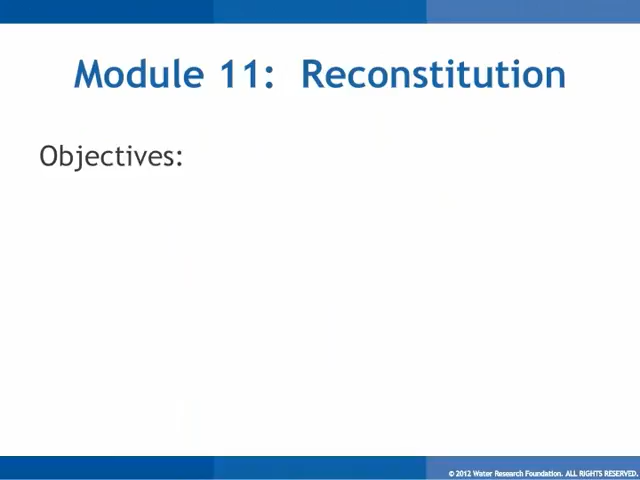 Module 11:  Reconstitution
Objectives:
© 2012 Water Research Foundation. ALL RIGHTS RESERVED.